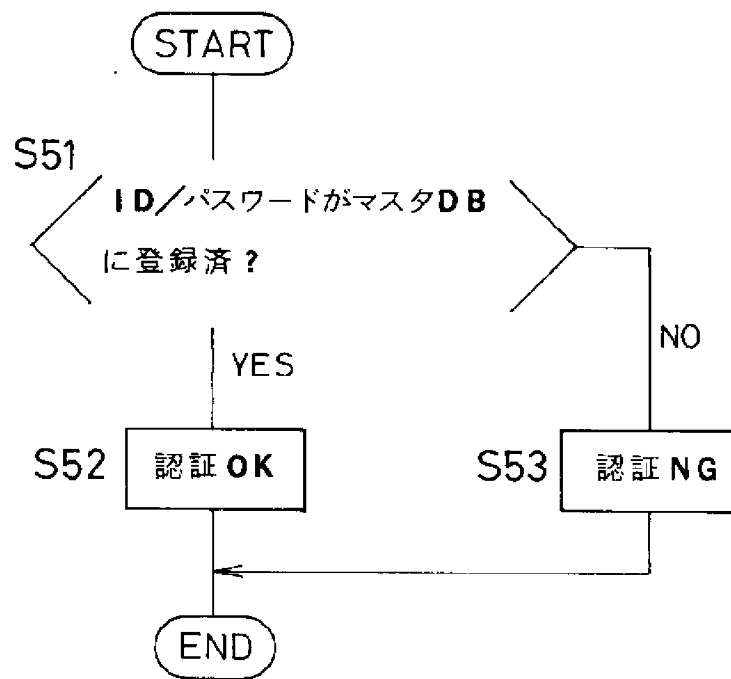 START
S51
ID/パスワードがマスタDB
に登録済?
NO
YES
S52
認証OK
S53
認証NG
END